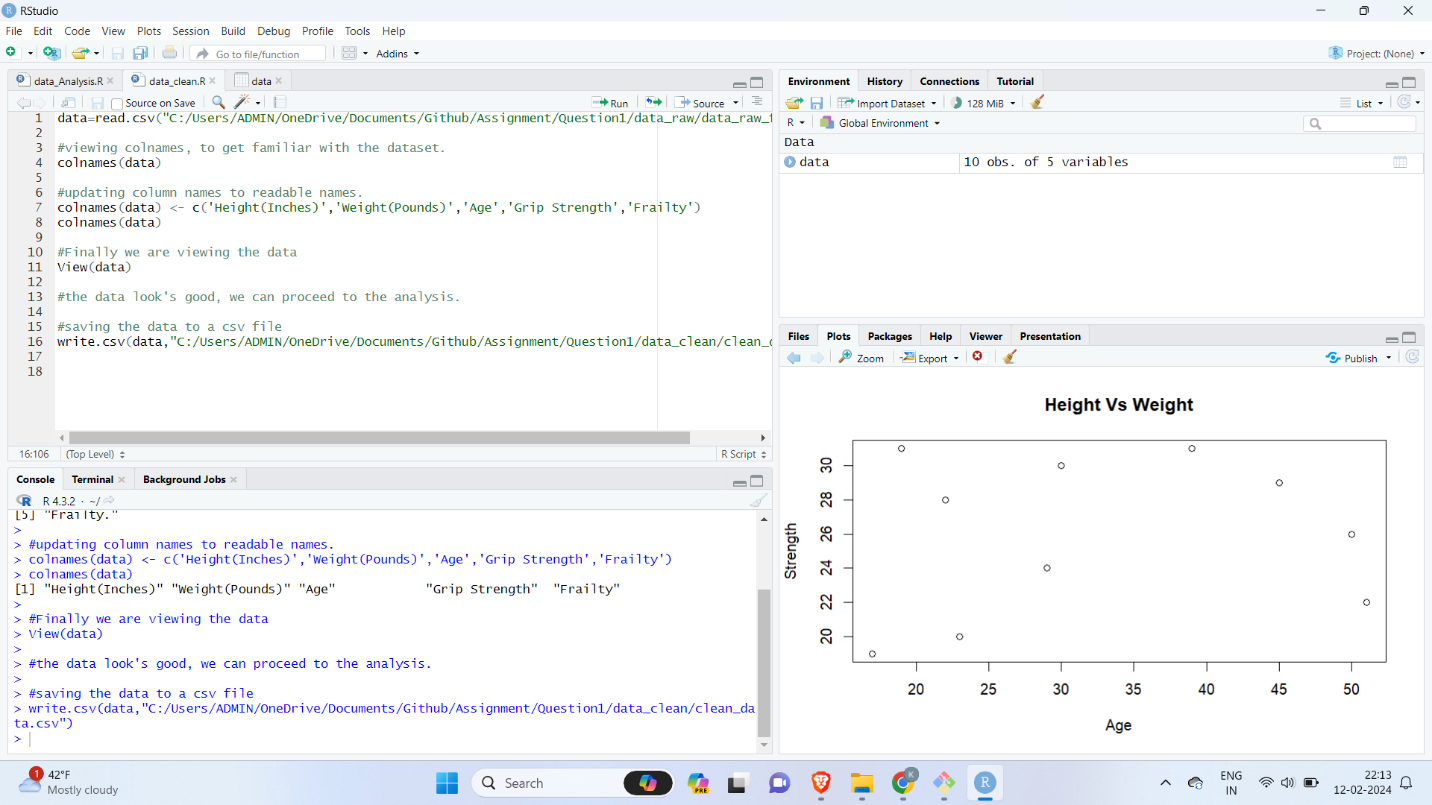 RStudio
File Edit Code View Plots Session Build Debug Profile Tools Help
Go to file/function Addins Project: (None)
data_Analysis.R data_clean.R data
Source on Save Run Source
1 data=read.csv("C:/Users/ADMIN/OneDrive/Documents/Github/Assignment/Question1/data_raw/data_raw_
2
3 #viewing colnames, to get familiar with the dataset.
4 colnames(data)
5
6 #updating column names to readable names.
7 colnames(data) <- c('Height(Inches)','Weight(Pounds)','Age','Grip Strength','Frailty')
8 colnames(data)
9
10 #Finally we are viewing the data
11 View(data)
12
13 #the data look's good, we can proceed to the analysis.
14
15 #saving the data to a csv file
16 write.csv(data,"C:/Users/ADMIN/OneDrive/Documents/Github/Assignment/Question1/data_clean/clean_
17
18
16:106 (Top Level) R Script
Console Terminal Background Jobs
R 4.3.2 · ~/
[5] "Frailty."
>
> #updating column names to readable names.
> colnames(data) <- c('Height(Inches)','Weight(Pounds)','Age','Grip Strength','Frailty')
> colnames(data)
[1] "Height(Inches)" "Weight(Pounds)" "Age" "Grip Strength" "Frailty"
>
> #Finally we are viewing the data
> View(data)
>
> #the data look's good, we can proceed to the analysis.
>
> #saving the data to a csv file
> write.csv(data,"C:/Users/ADMIN/OneDrive/Documents/Github/Assignment/Question1/data_clean/clean_da
ta.csv")
>
Environment History Connections Tutorial
Import Dataset 128 MiB List
R Global Environment
Data
data 10 obs. of 5 variables
Files Plots Packages Help Viewer Presentation
Zoom Export Publish
Height Vs Weight
Strength
30
28
26
24
22
20
20 25 30 35 40 45 50
Age
1
42°F
Mostly cloudy
Search
PRE
K
ENG
IN
22:13
12-02-2024